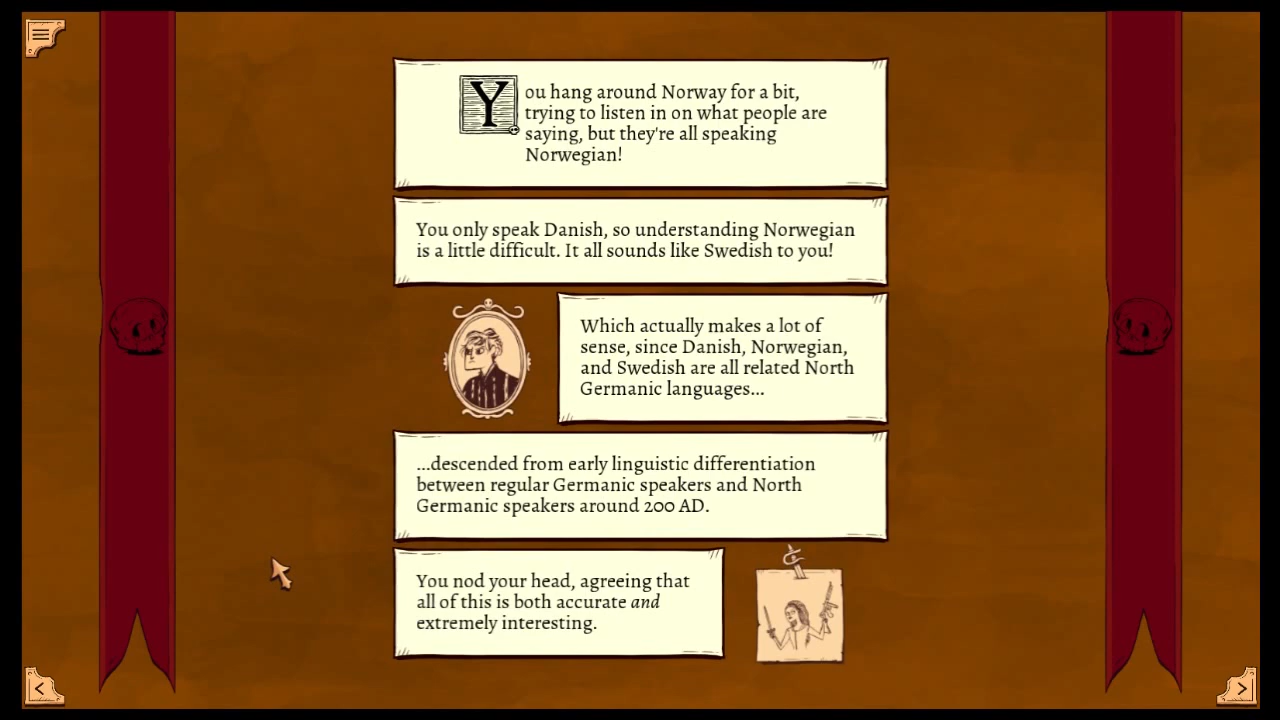 You hang around Norway for a bit,
trying to listen in on what people are
saying, but they're all speaking
Norwegian!
You only speak Danish, so understanding Norwegian
is a little difficult. It all sounds like Swedish to you!
Which actually makes a lot of
sense, since Danish, Norwegian,
and Swedish are all related North
Germanic languages...
...descended from early linguistic differentiation
between regular Germanic speakers and North
Germanic speakers around 200 AD.
You nod your head, agreeing that
all of this is both accurate and
extremely interesting.